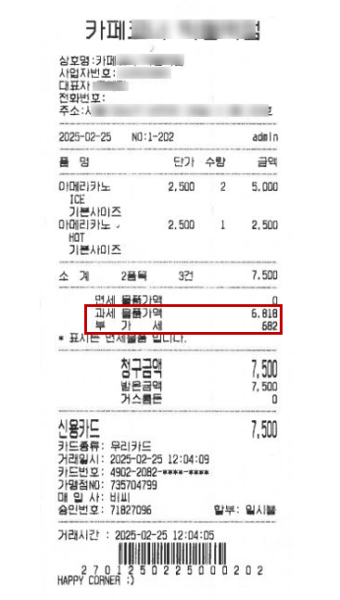 카페
상호명:카페
사업자번호:
대표자
전화번호:
주소:
2025-02-25 NO:1-202 admin
품 명 단가 수량 금액
아메리카노 2,500 2 5,000
ICE
기본사이즈
아메리카노 2,500 1 2,500
HOT
기본사이즈
소 계 2품목 3건 7,500
면세 물품가액 0
과세 물품가액 6,818
부 가 세 682
* 표시는 면세물품 입니다.
청구금액 7,500
받은금액 7,500
거스름돈 0
신용카드 7,500
카드종류: 우리카드
거래일시: 2025-02-25 12:04:09
카드번호: 4902-2082-****-****
가맹점NO: 735704799
매 입 사: 비씨
승인번호: 71827096 할부: 일시불
거래시간 : 2025-02-25 12:04:05
2701250225000202
HAPPY CORNER :)